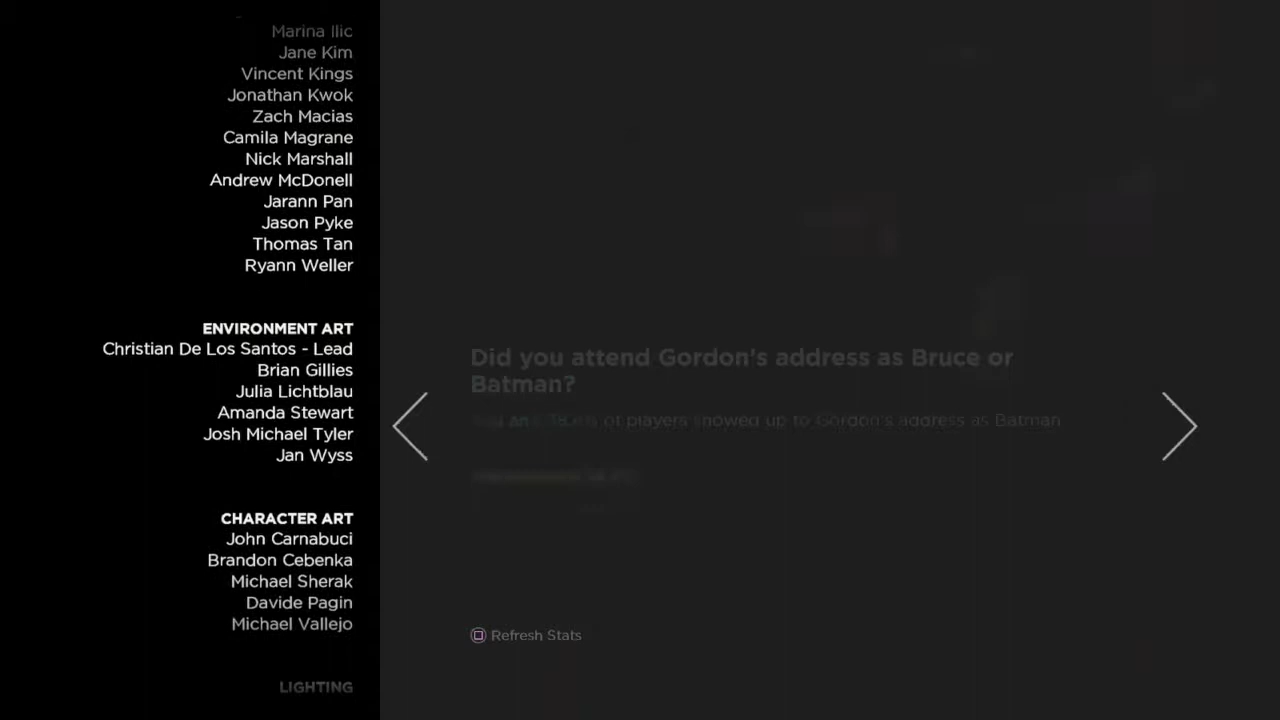 Marina Ilic
Jane Kim
Vincent Kings
Jonathan Kwok
Zach Macias
Camila Magrane
Nick Marshall
Andrew McDonell
Jarann Pan
Jason Pyke
Thomas Tan
Ryann Weller
ENVIRONMENT ART
Christian De Los Santos - Lead
Brian Gillies
Julia Lichtblau
Amanda Stewart
Josh Michael Tyler
Jan Wyss
CHARACTER ART
John Carnabuci
Brandon Cebenka
Michael Sherak
Davide Pagin
Michael Vallejo
LIGHTING
Did you attend Gordon's address as Bruce or
Batman?
of players showed up to Gordon's address as Batman
Refresh Stats